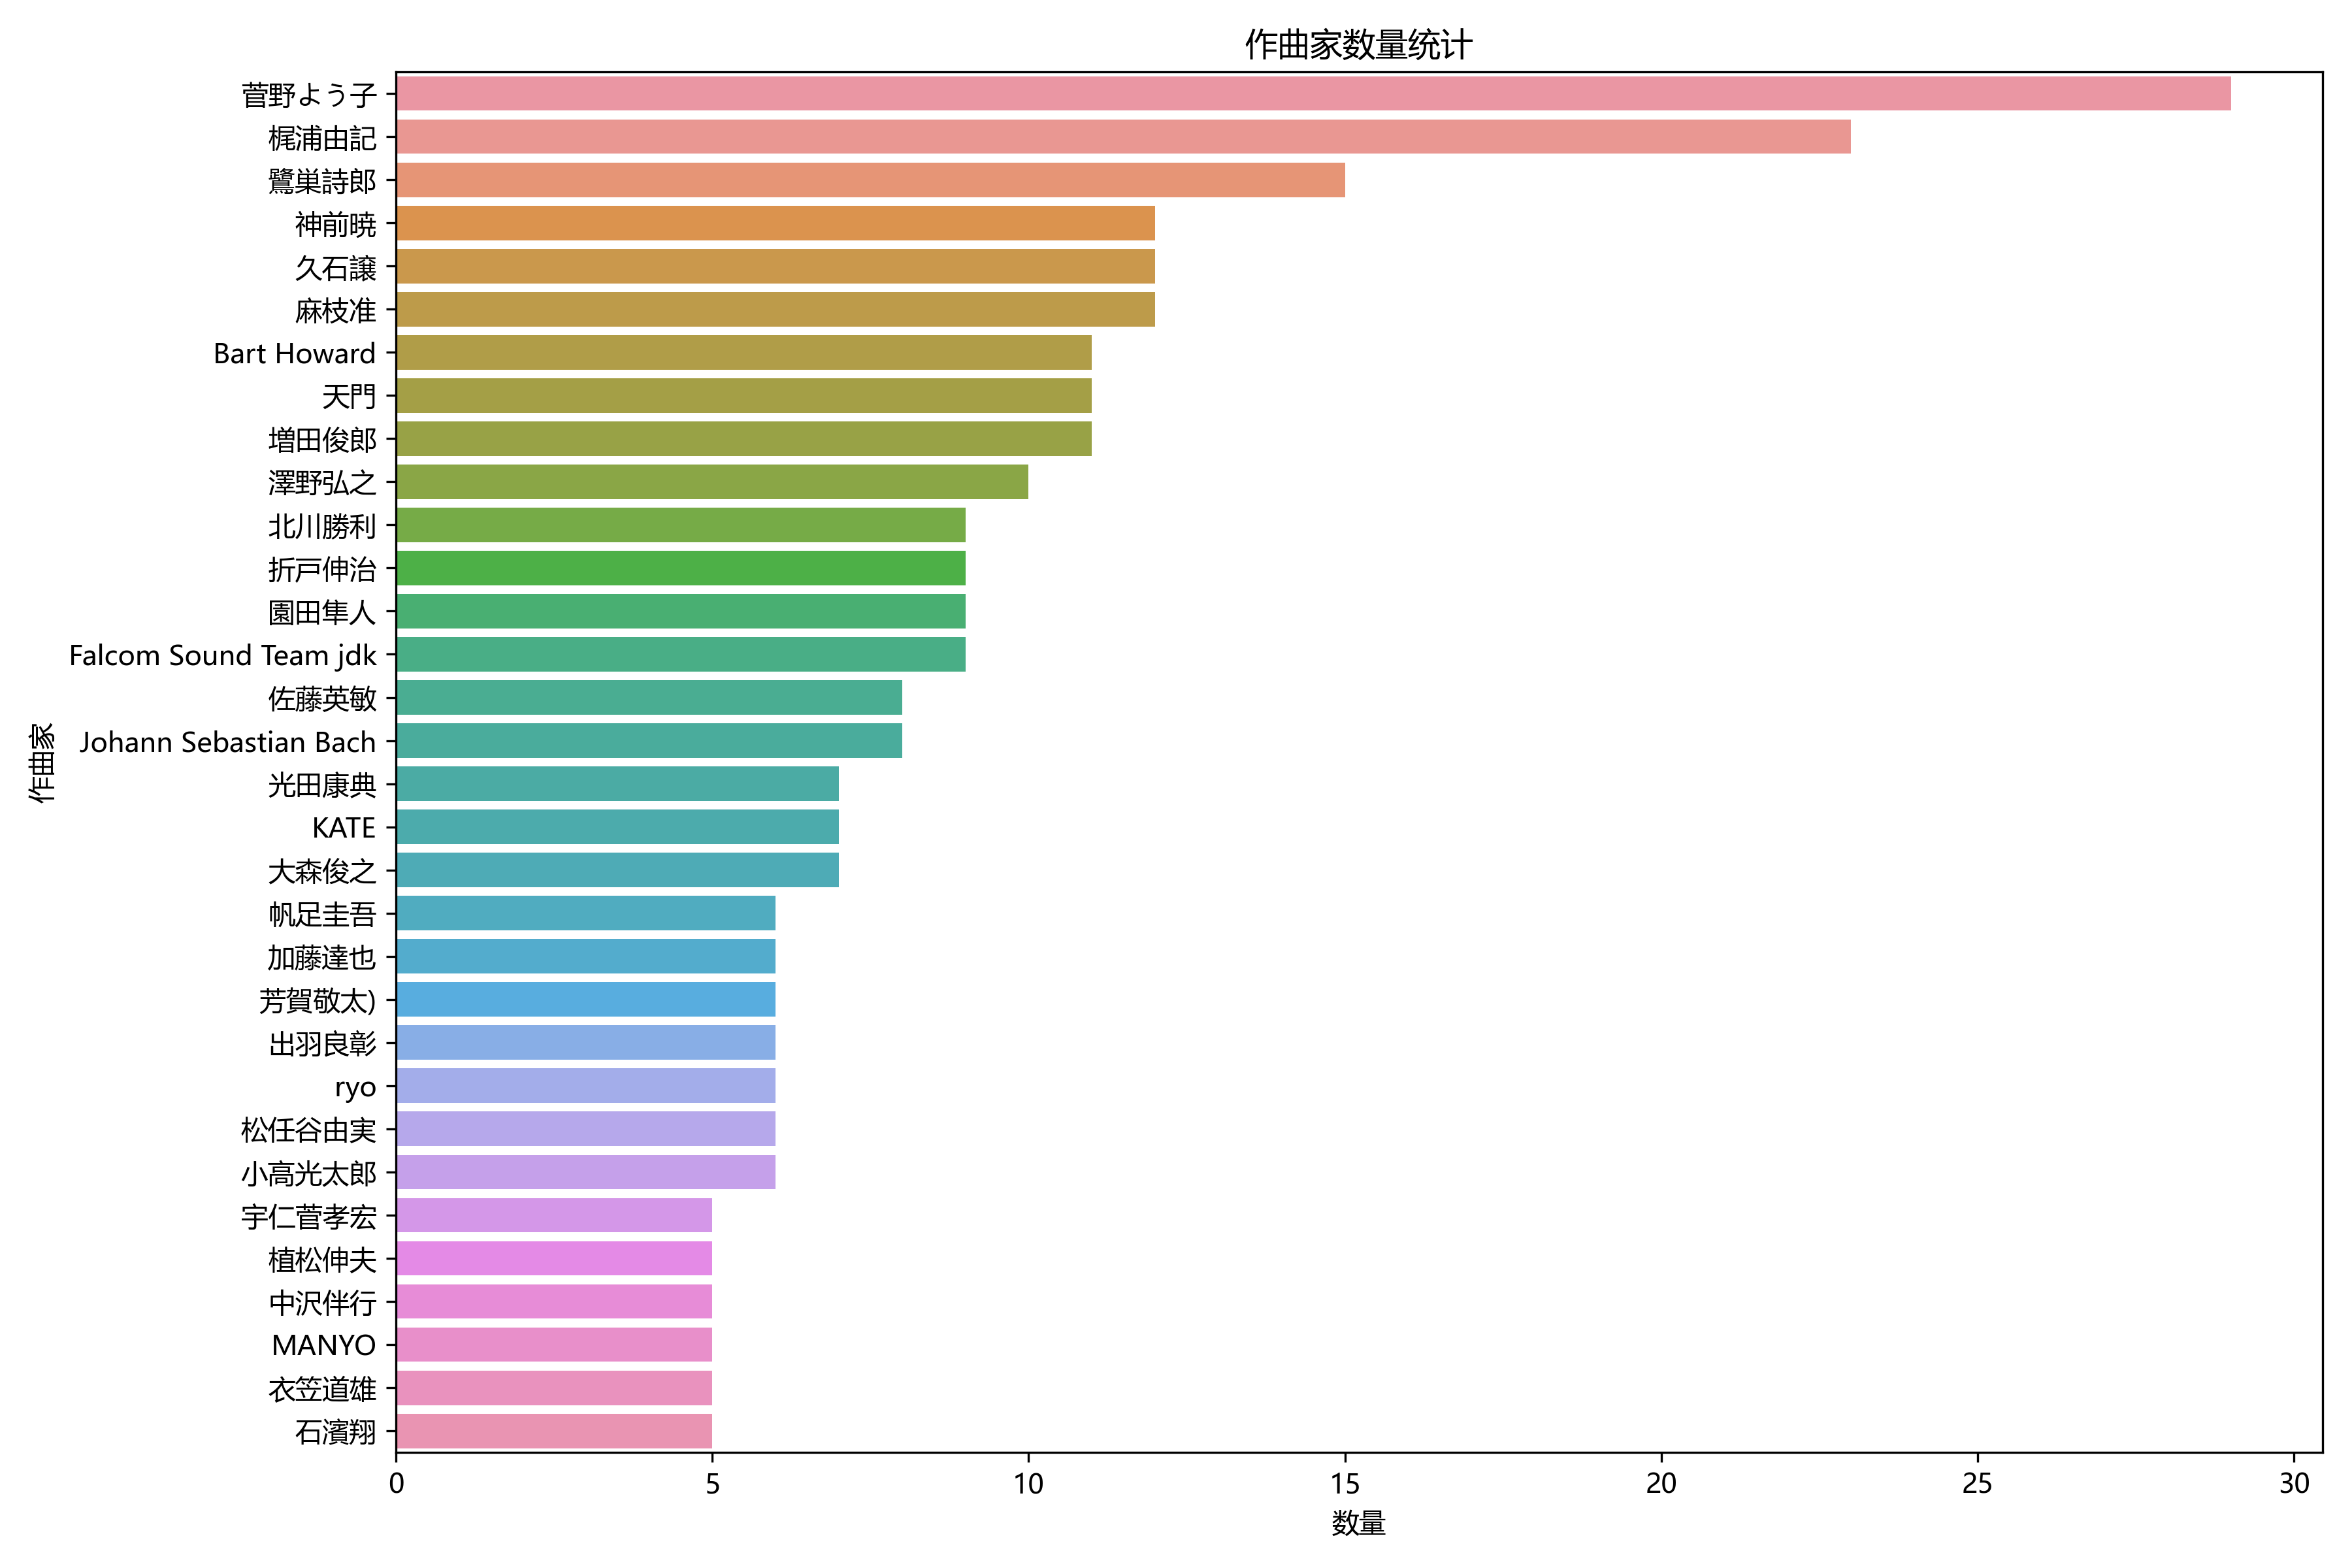 作曲家数量统计
菅野よう子
梶浦由記
鷺巣詩郎
神前暁
久石譲
麻枝准
Bart Howard
天門
増田俊郎
澤野弘之
北川勝利
折戸伸治
園田隼人
Falcom Sound Team jdk
佐藤英敏
Johann Sebastian Bach
光田康典
KATE
大森俊之
帆足圭吾
加藤達也
芳賀敬太)
出羽良彰
ryo
松任谷由実
小高光太郎
宇仁菅孝宏
植松伸夫
中沢伴行
MANYO
衣笠道雄
石濱翔
作曲家
0 5 10 15 20 25 30
数量